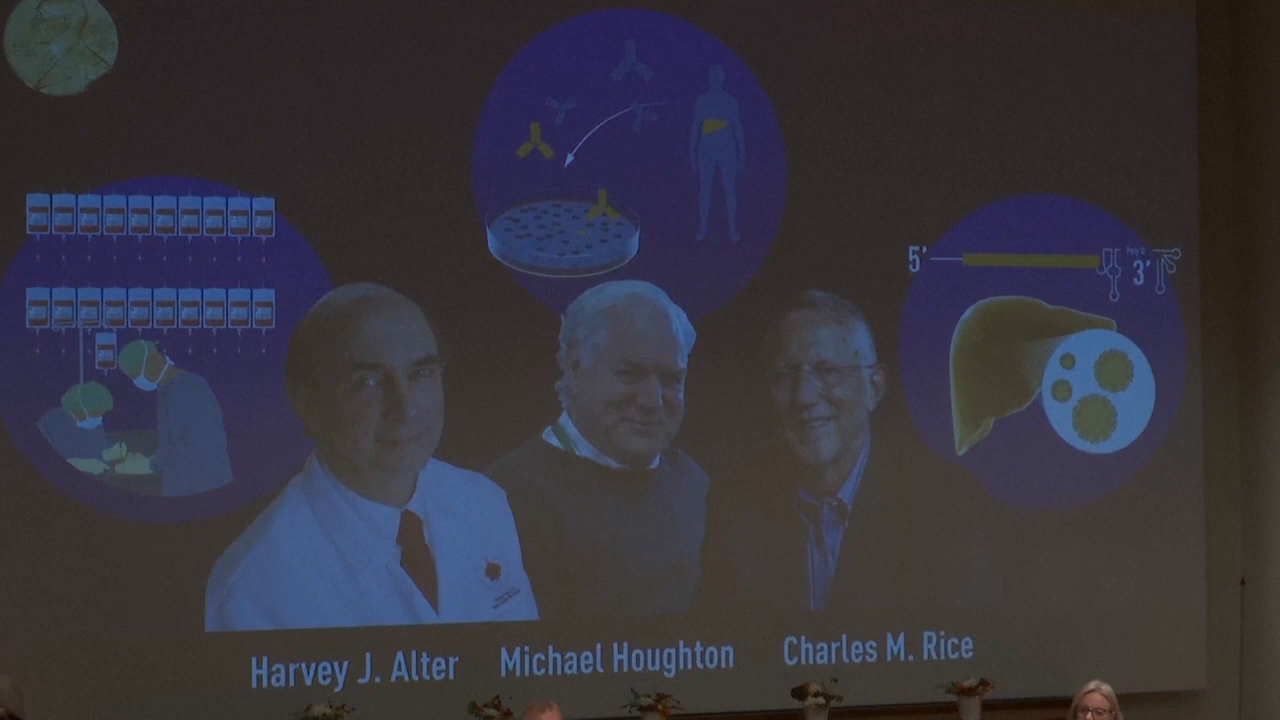 5’
3’
Harvey J. Alter
Michael Houghton
Charles M. Rice